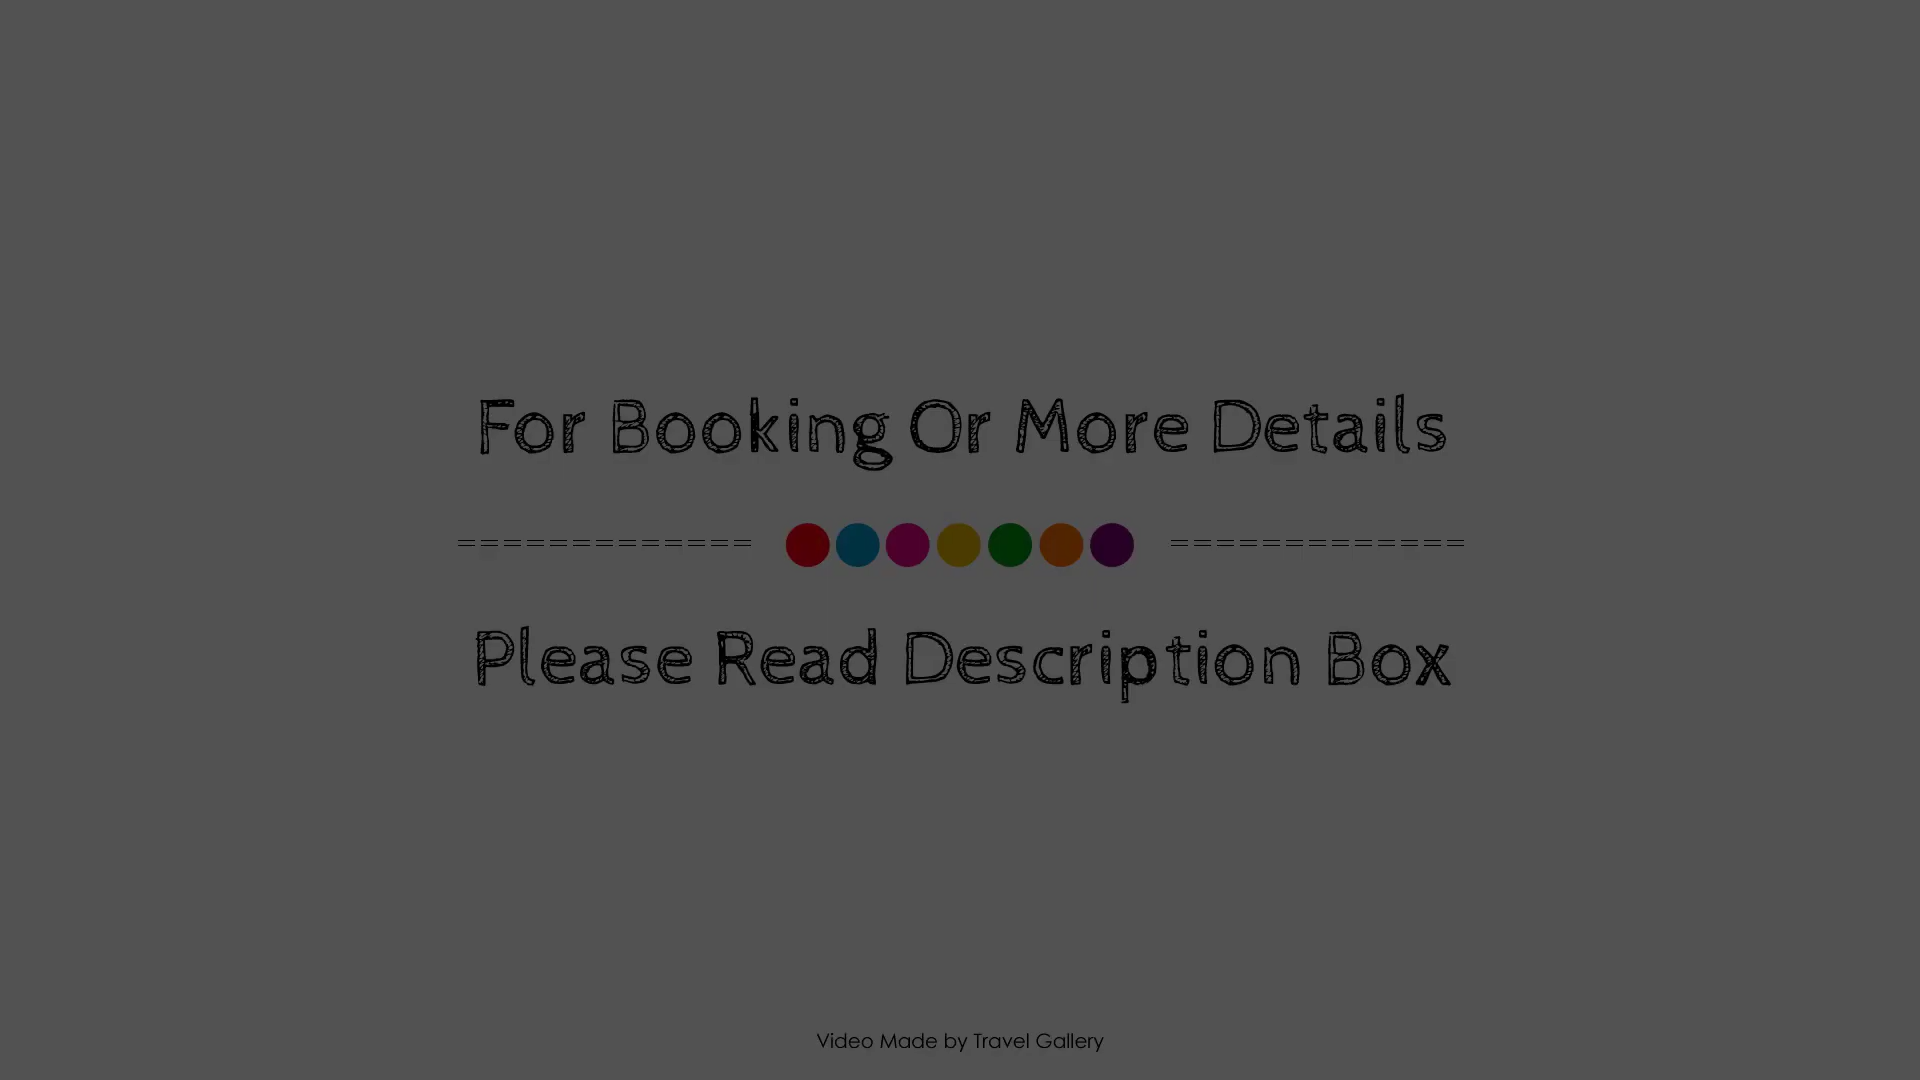 For Booking Or More Details
============= =============
Please Read Description Box
Video Made by Travel Gallery